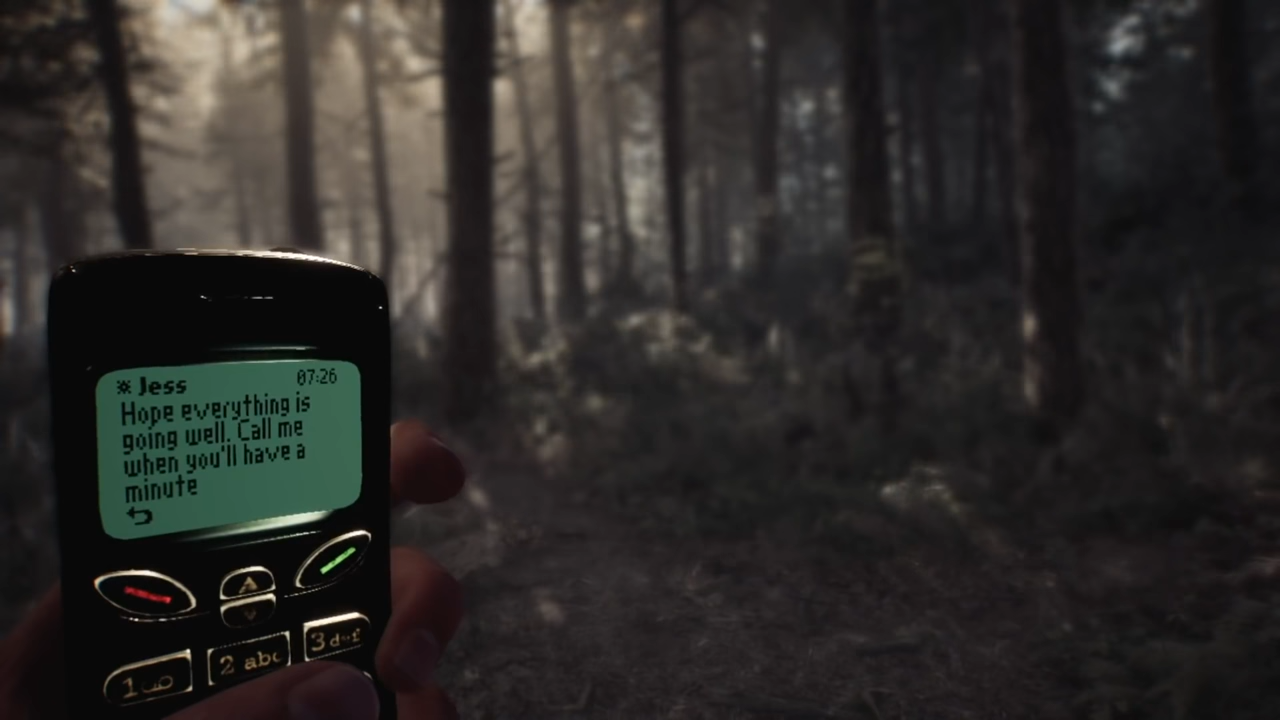 Jess 07:26
Hope everything is
going well. Call me
when you'll have a
minute
1
2 abc
3 def